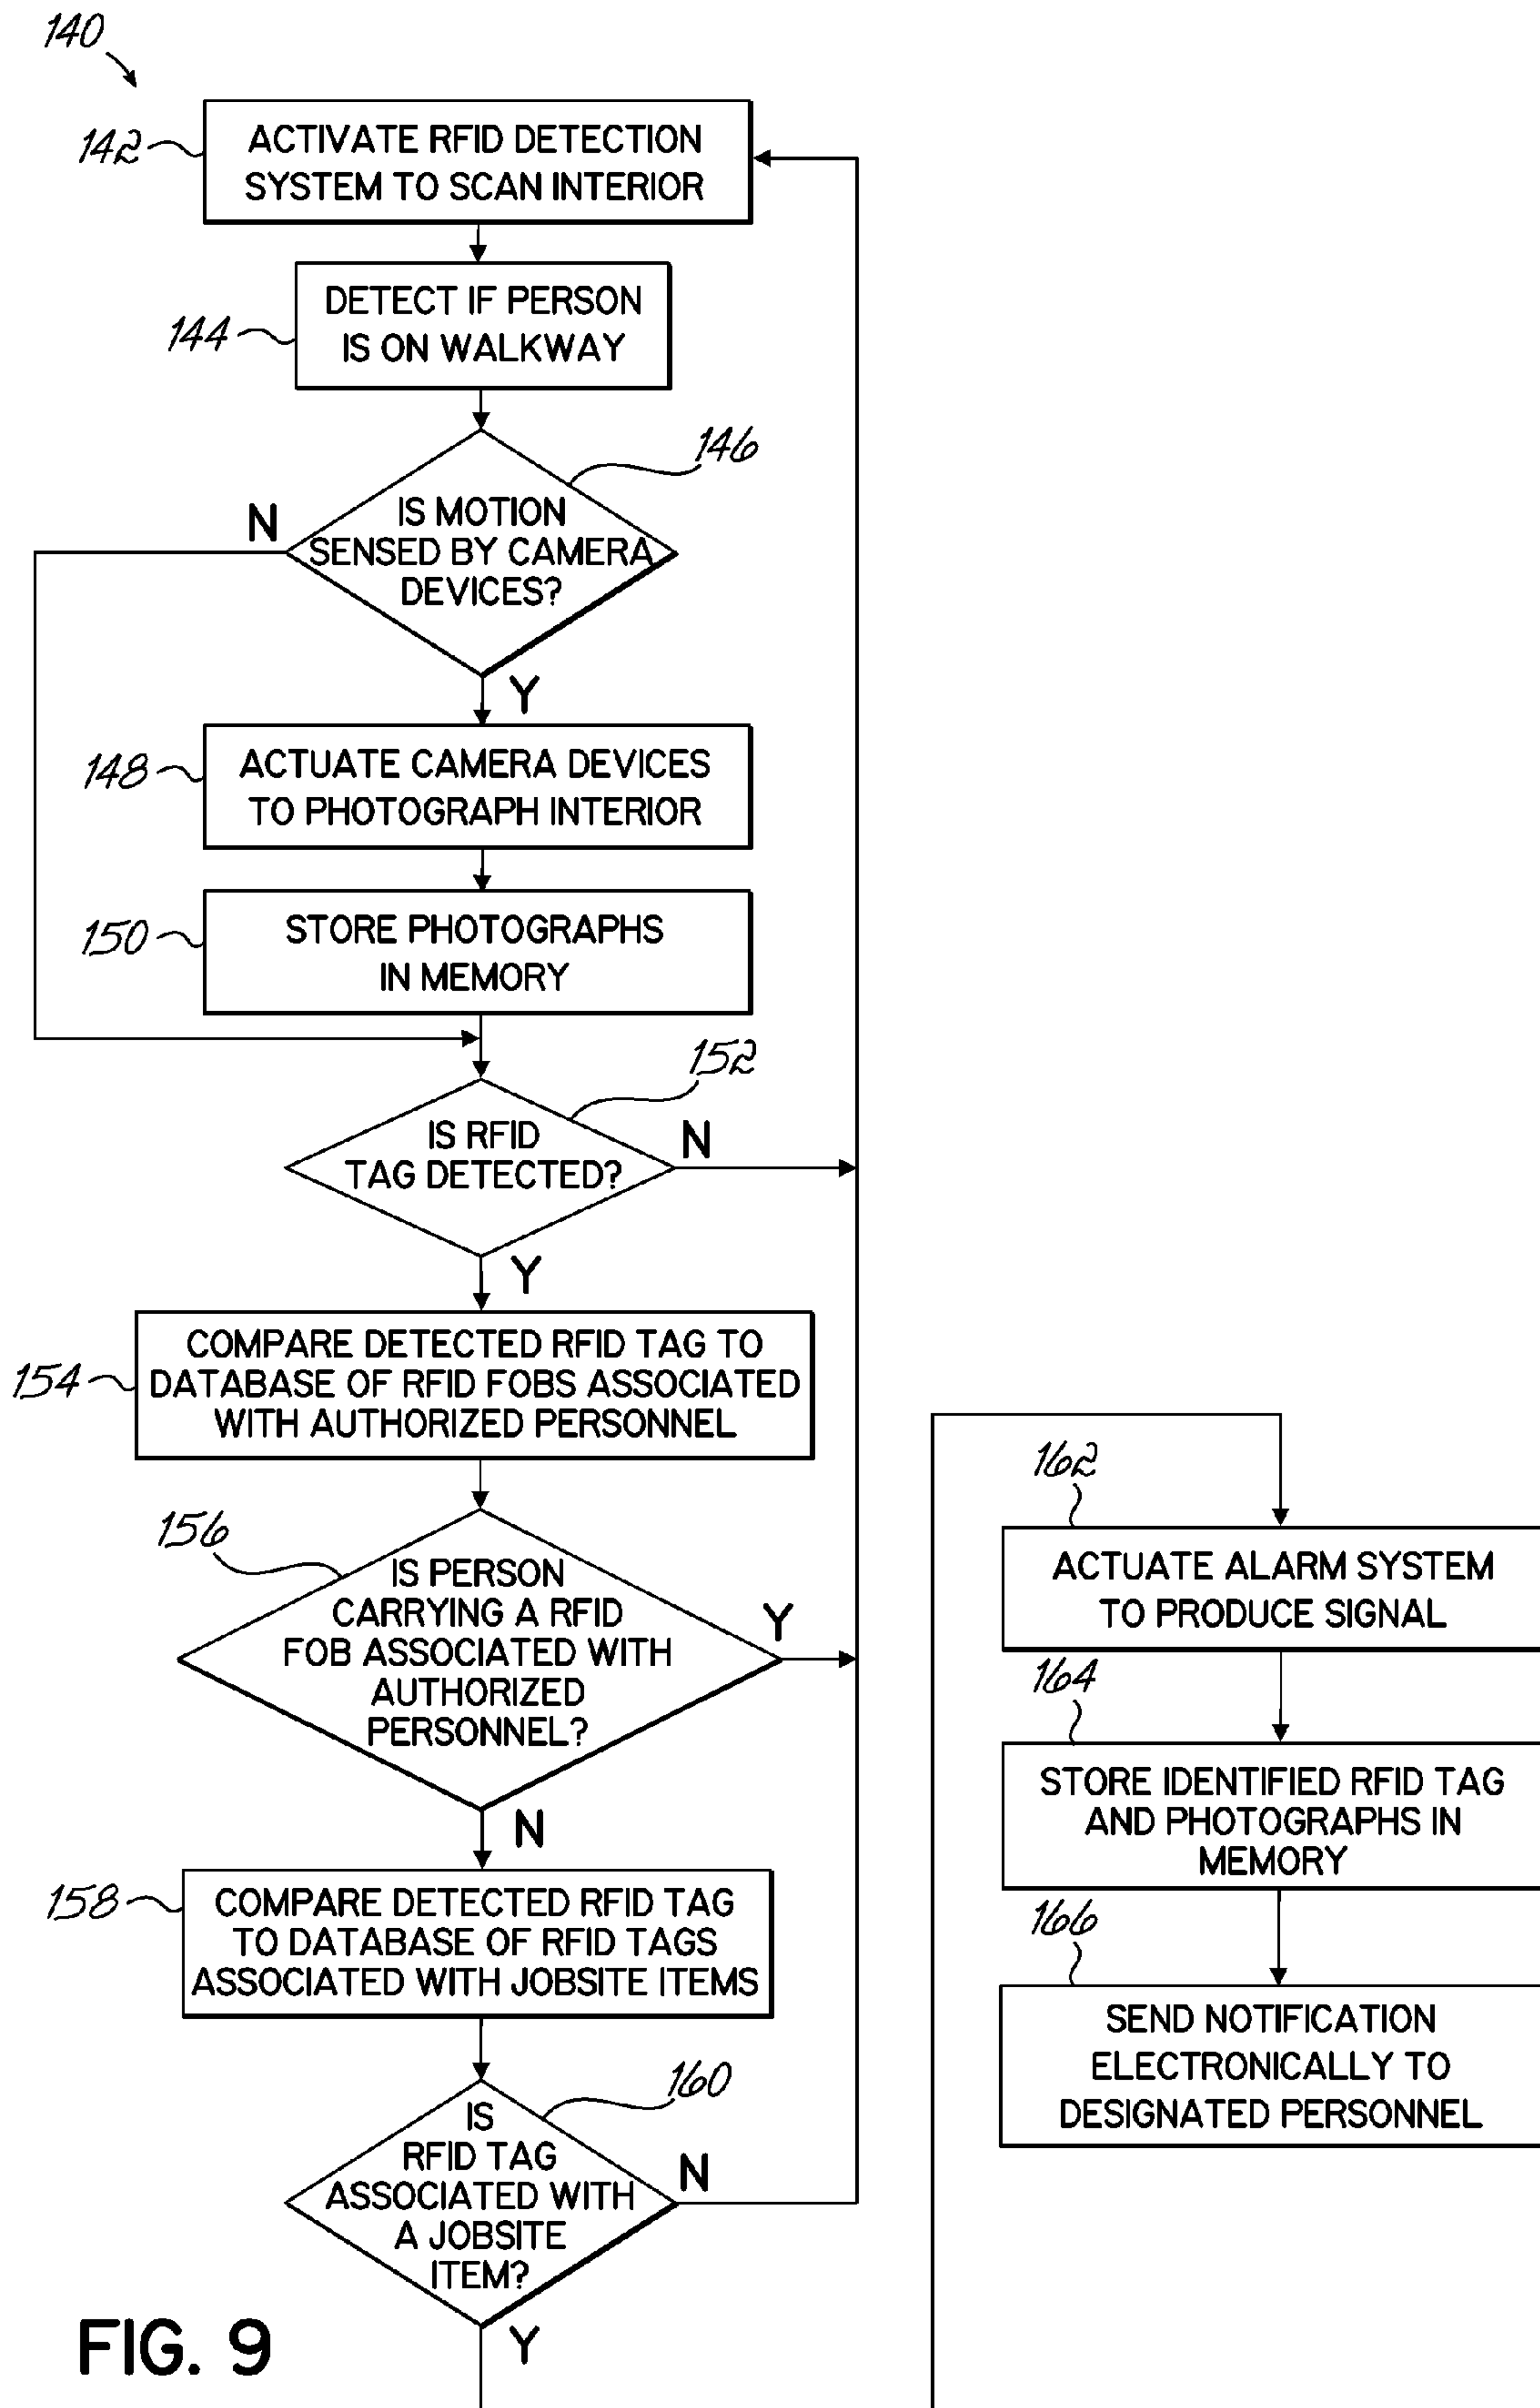 140
142
ACTIVATE RFID DETECTION
SYSTEM TO SCAN INTERIOR
144
DETECT IF PERSON
IS ON WALKWAY
146
N
IS MOTION
SENSED BY CAMERA
DEVICES?
Y
148
ACTUATE CAMERA DEVICES
TO PHOTOGRAPH INTERIOR
150
STORE PHOTOGRAPHS
IN MEMORY
152
IS RFID
TAG DETECTED?
N
Y
154
COMPARE DETECTED RFID TAG TO
DATABASE OF RFID FOBS ASSOCIATED
WITH AUTHORIZED PERSONNEL
156
IS PERSON
CARRYING A RFID
FOB ASSOCIATED WITH
AUTHORIZED
PERSONNEL?
Y
N
158
COMPARE DETECTED RFID TAG
TO DATABASE OF RFID TAGS
ASSOCIATED WITH JOBSITE ITEMS
160
IS
RFID TAG
ASSOCIATED WITH
A JOBSITE
ITEM?
N
Y
162
ACTUATE ALARM SYSTEM
TO PRODUCE SIGNAL
164
STORE IDENTIFIED RFID TAG
AND PHOTOGRAPHS IN
MEMORY
166
SEND NOTIFICATION
ELECTRONICALLY TO
DESIGNATED PERSONNEL
FIG. 9